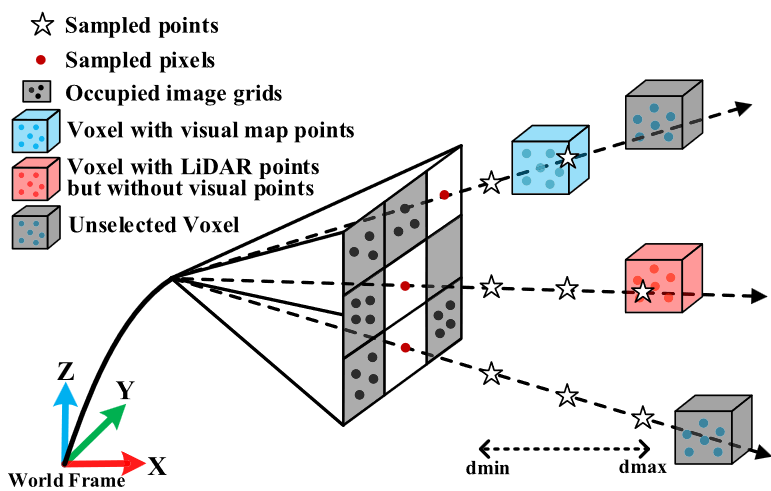 Sampled points
Sampled pixels
Occupied image grids
Voxel with visual map points
Voxel with LiDAR points
but without visual points
Unselected Voxel
Z
Y
X
World Frame
dmin
dmax